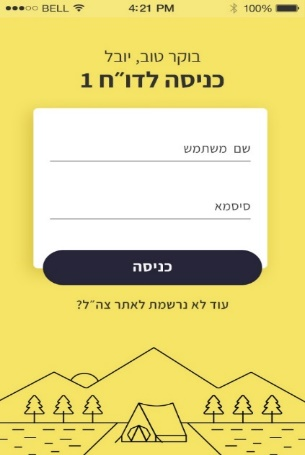 BELL 4:21 PM 100%
בוקר טוב, יובל
כניסה לדו״ח 1
שם משתמש
סיסמא
כניסה
עוד לא נרשמת לאתר צה״ל?